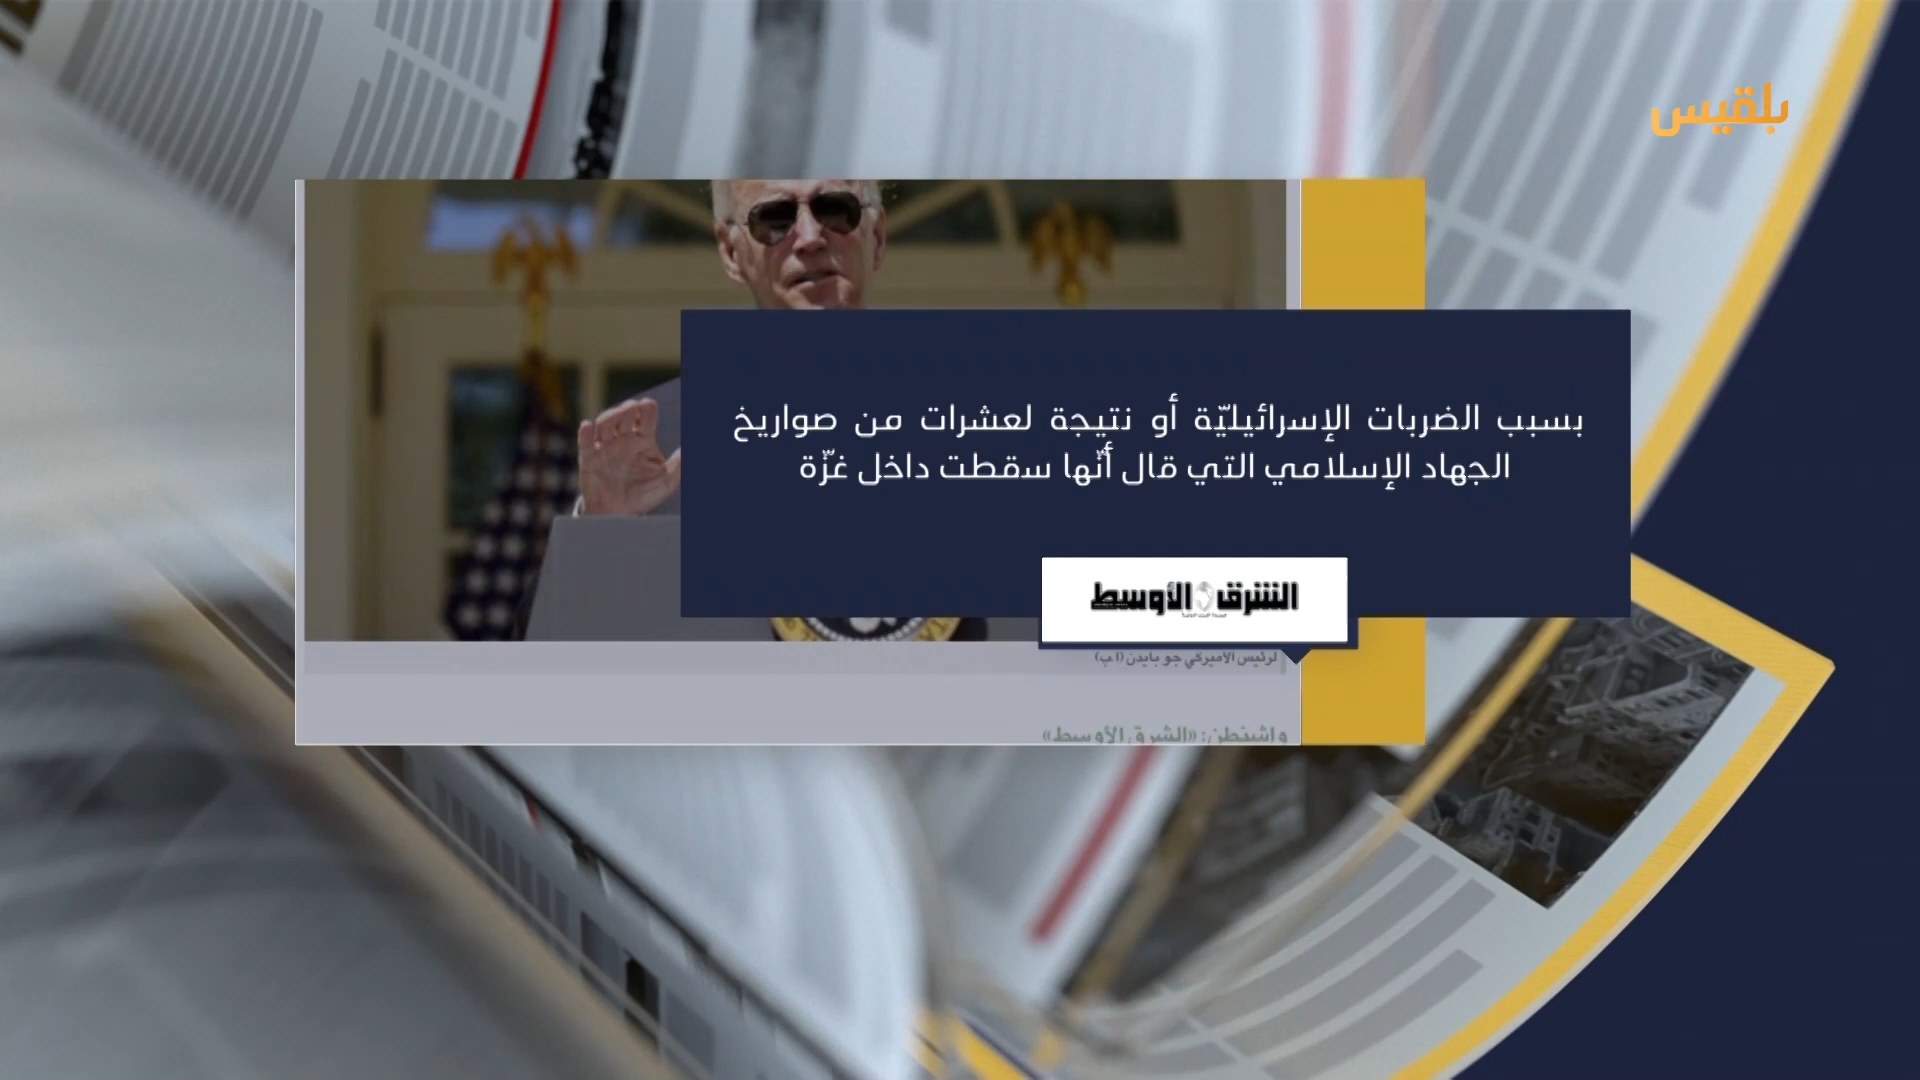 بلقيس
بسبب الضربات الإسرائيليّة أو نتيجة لعشرات من صواريخ
الجهاد الإسلامي التي قال أنّها سقطت داخل غزّة
الشرق الأوسط
لرئيس الأميركي جو بايدن (أ ب)
واشنطن: «الشرق الأوسط»